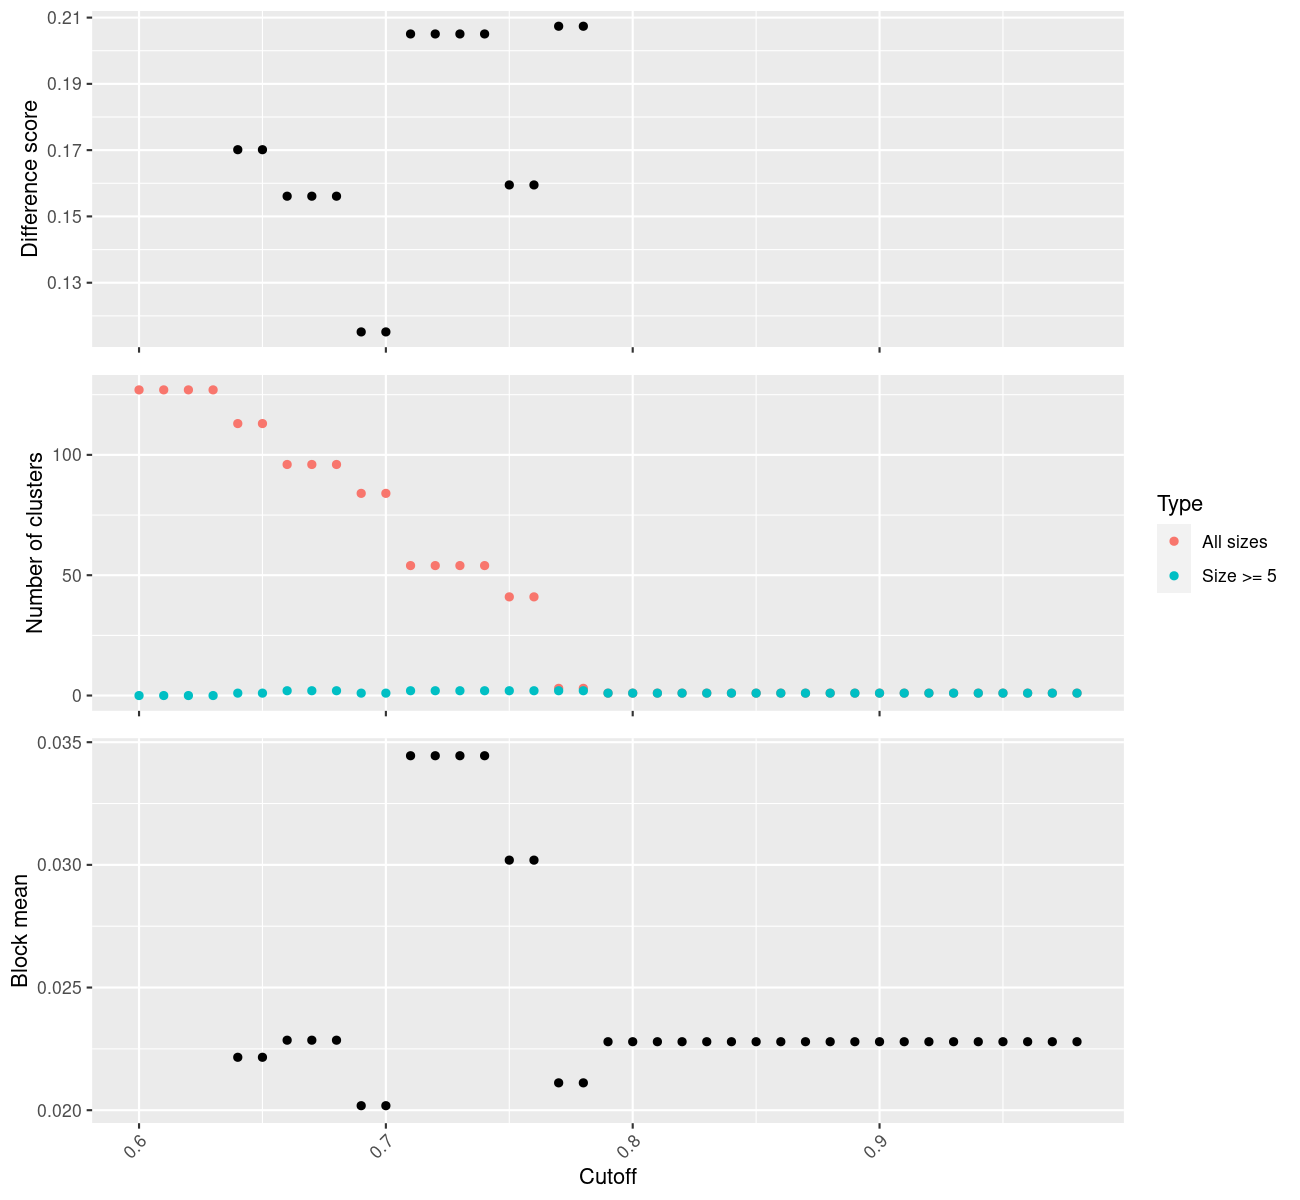 Difference score
0.21
0.19
0.17
0.15
0.13
Number of clusters
100
50
0
Type
All sizes
Size >= 5
Block mean
0.035
0.030
0.025
0.020
0.6
0.7
0.8
0.9
Cutoff